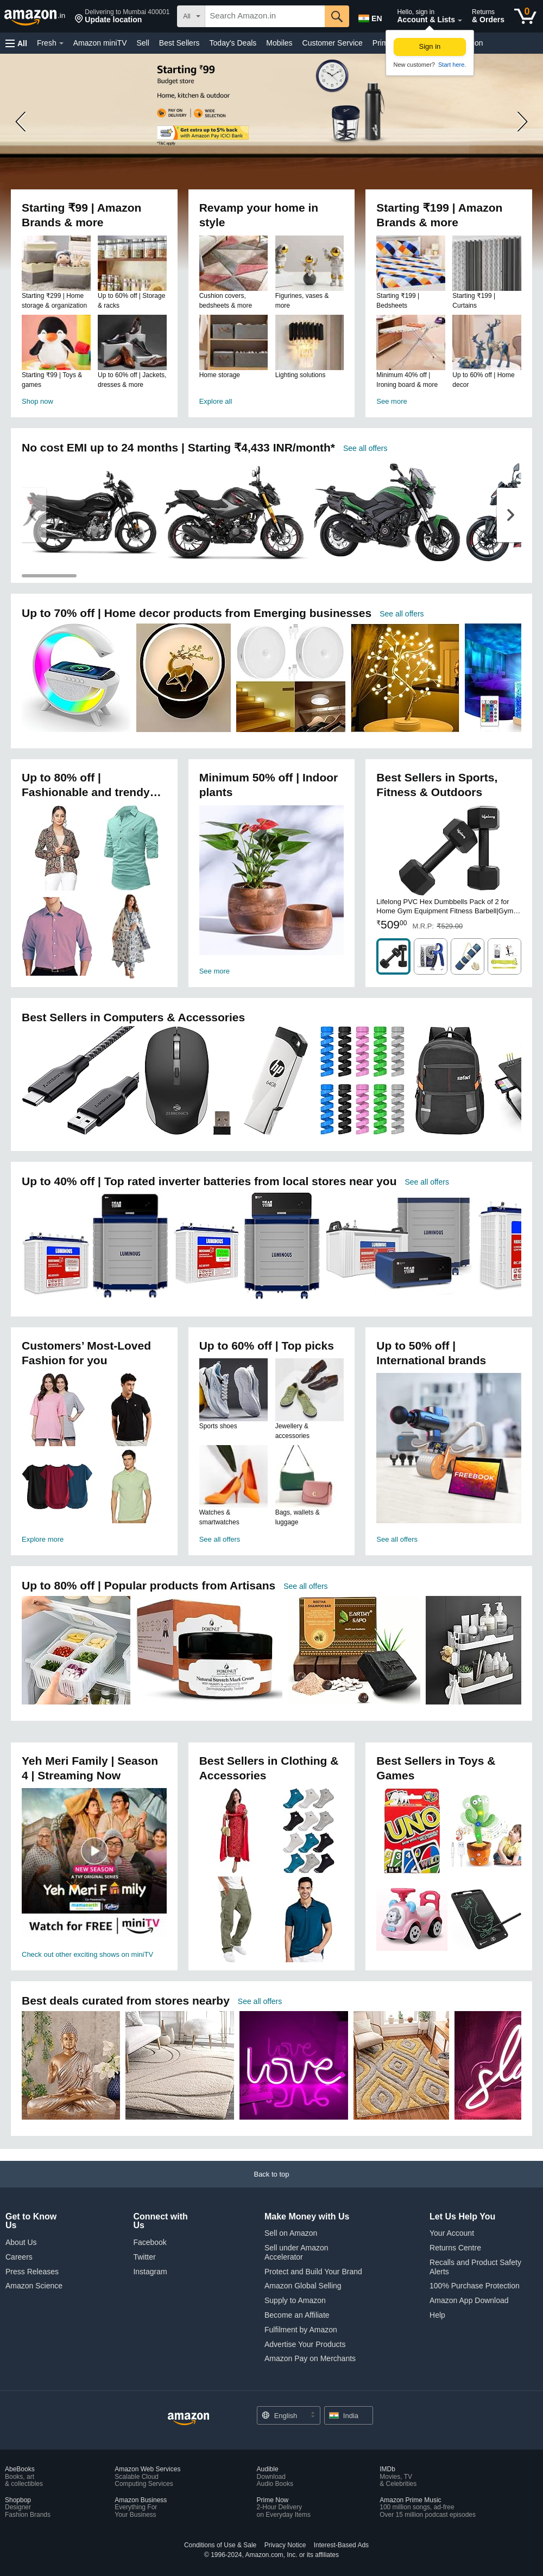 amazon.in
Delivering to Mumbai 400001
Update location
All
Search Amazon.in
EN
Hello, sign in
Account & Lists
Returns
& Orders
0
All
Fresh
Amazon miniTV
Sell
Best Sellers
Today's Deals
Mobiles
Customer Service
Sign in
New customer? Start here.
Starting ₹99
Budget store
Home, kitchen & outdoor
PAY ON DELIVERY
WIDE SELECTION
Get extra up to 5% back
with Amazon Pay ICICI Bank
*T&C apply
Starting ₹99 | Amazon
Brands & more
Starting ₹299 | Home
storage & organization
Up to 60% off | Storage
& racks
Starting ₹99 | Toys &
games
Up to 60% off | Jackets,
dresses & more
Shop now
Revamp your home in
style
Cushion covers,
bedsheets & more
Figurines, vases &
more
Home storage
Lighting solutions
Explore all
Starting ₹199 | Amazon
Brands & more
Starting ₹199 |
Bedsheets
Starting ₹199 |
Curtains
Minimum 40% off |
Ironing board & more
Up to 60% off | Home
decor
See more
No cost EMI up to 24 months | Starting ₹4,433 INR/month*
See all offers
Up to 70% off | Home decor products from Emerging businesses
See all offers
Up to 80% off |
Fashionable and trendy…
Minimum 50% off | Indoor
plants
See more
Best Sellers in Sports,
Fitness & Outdoors
Lifelong PVC Hex Dumbbells Pack of 2 for
Home Gym Equipment Fitness Barbell|Gym…
₹509.00 M.R.P: ₹529.00
Best Sellers in Computers & Accessories
hp
64GB
safari
Up to 40% off | Top rated inverter batteries from local stores near you
See all offers
LUMINOUS
LUMINOUS
Customers’ Most-Loved
Fashion for you
Explore more
Up to 60% off | Top picks
Sports shoes
Jewellery &
accessories
Watches &
smartwatches
Bags, wallets &
luggage
See all offers
Up to 50% off |
International brands
FREEBOOK
See all offers
Up to 80% off | Popular products from Artisans
See all offers
Natural Stretch Mark Cream
EARTHY
SAPO
Yeh Meri Family | Season
4 | Streaming Now
NEW SEASON
A TVF ORIGINAL SERIES
Yeh Meri Family
Watch for FREE | miniTV
Check out other exciting shows on miniTV
Best Sellers in Clothing &
Accessories
Best Sellers in Toys &
Games
UNO
Best deals curated from stores nearby
See all offers
love
Back to top
Get to Know
Us
About Us
Careers
Press Releases
Amazon Science
Connect with
Us
Facebook
Twitter
Instagram
Make Money with Us
Sell on Amazon
Sell under Amazon
Accelerator
Protect and Build Your Brand
Amazon Global Selling
Supply to Amazon
Become an Affiliate
Fulfilment by Amazon
Advertise Your Products
Amazon Pay on Merchants
Let Us Help You
Your Account
Returns Centre
Recalls and Product Safety
Alerts
100% Purchase Protection
Amazon App Download
Help
amazon
English
India
AbeBooks
Books, art
& collectibles
Amazon Web Services
Scalable Cloud
Computing Services
Audible
Download
Audio Books
IMDb
Movies, TV
& Celebrities
Shopbop
Designer
Fashion Brands
Amazon Business
Everything For
Your Business
Prime Now
2-Hour Delivery
on Everyday Items
Amazon Prime Music
100 million songs, ad-free
Over 15 million podcast episodes
Conditions of Use & Sale
Privacy Notice
Interest-Based Ads
© 1996-2024, Amazon.com, Inc. or its affiliates